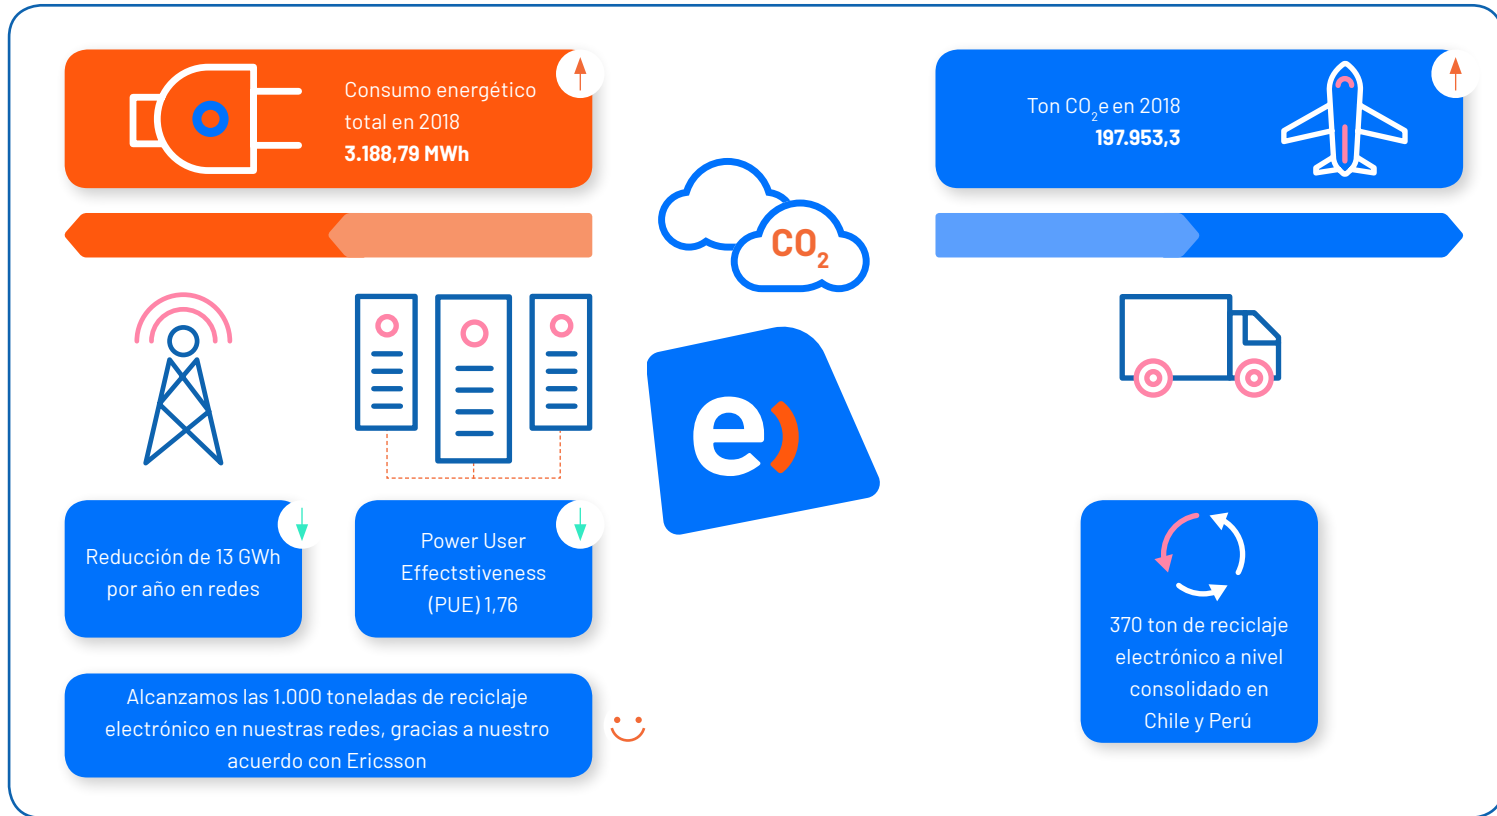 Consumo energético
total en 2018
3.188,79 MWh
Ton CO2e en 2018
197.953,3
CO2
e)
Reducción de 13 GWh
por año en redes
Power User
Effectstiveness
(PUE) 1,76
Alcanzamos las 1.000 toneladas de reciclaje
electrónico en nuestras redes, gracias a nuestro
acuerdo con Ericsson
370 ton de reciclaje
electrónico a nivel
consolidado en
Chile y Perú